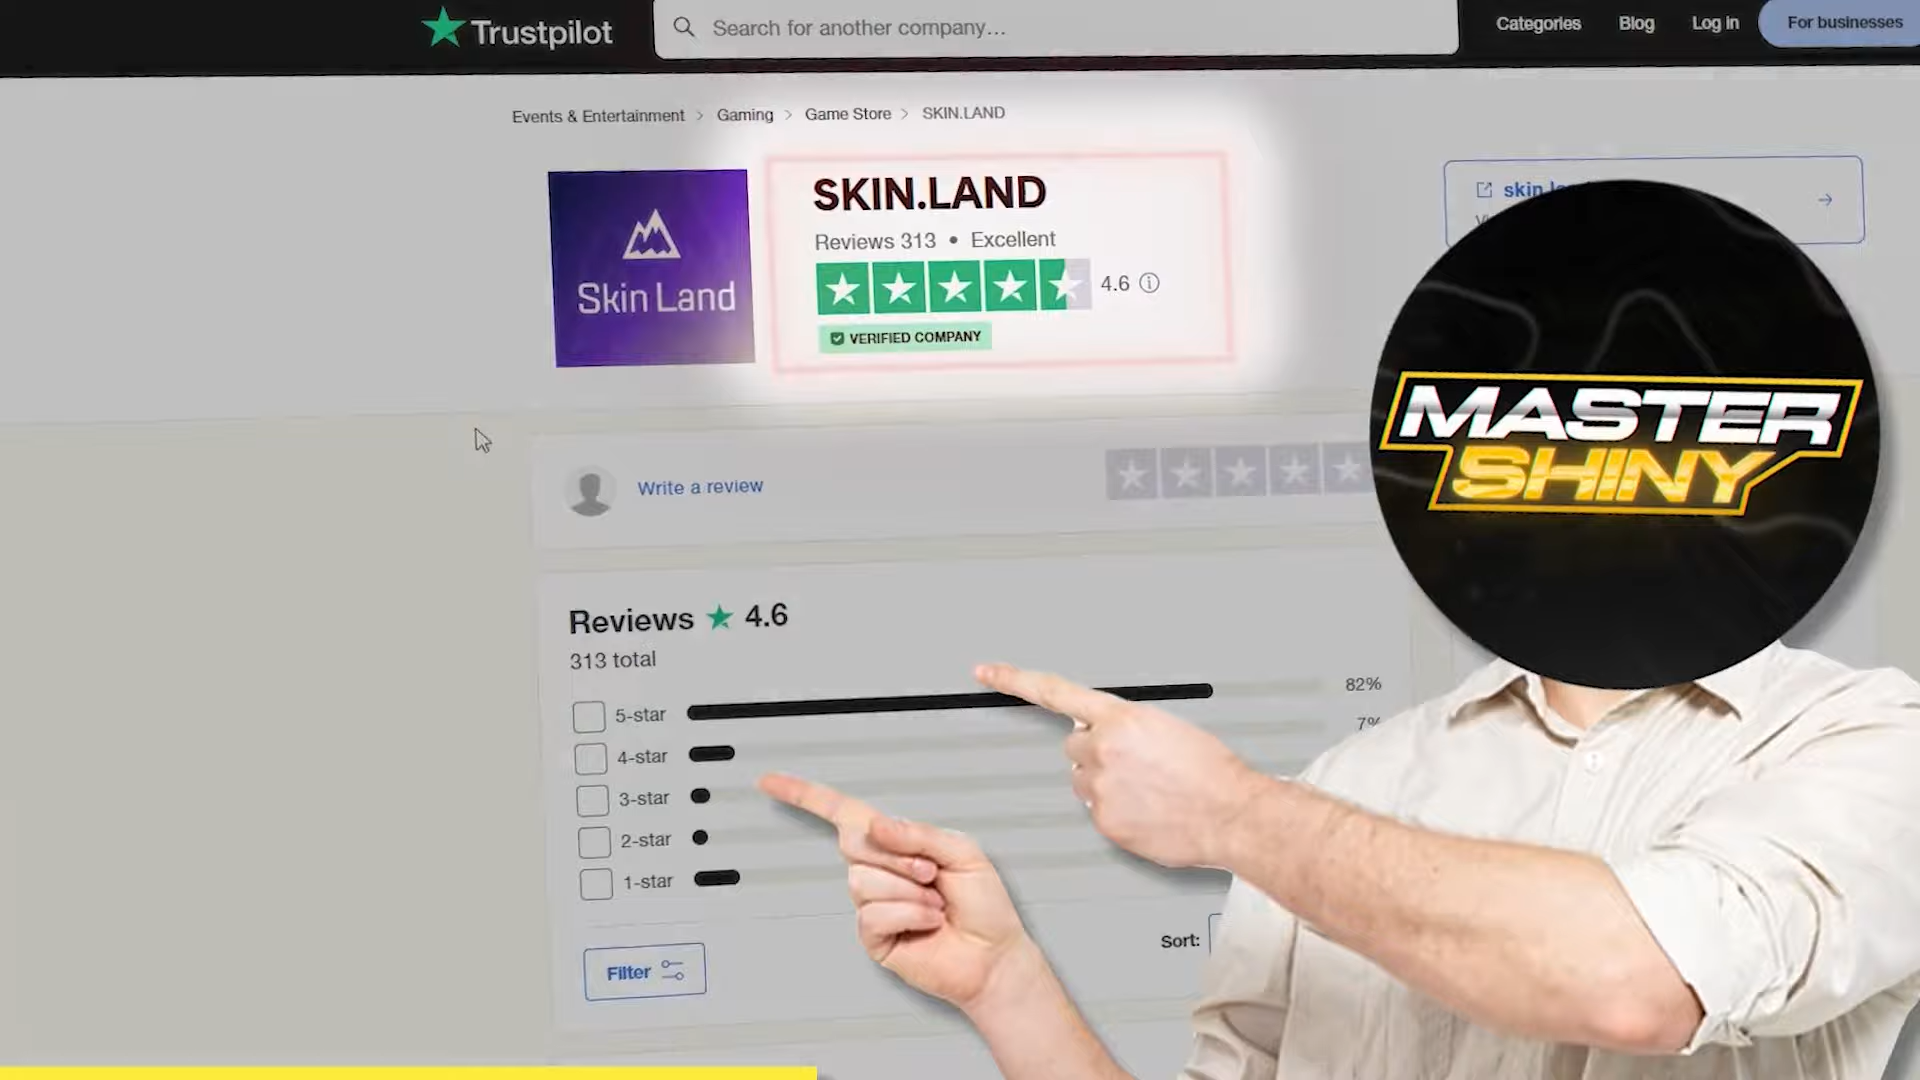 Trustpilot
Search for another company...
Categories
Blog
Log in
For businesses
Events & Entertainment > Gaming > Game Store > SKIN.LAND
Skin Land
SKIN.LAND
Reviews 313 • Excellent
4.6
VERIFIED COMPANY
Write a review
MASTER
SHINY
Reviews ★ 4.6
313 total
5-star
82%
4-star
7%
3-star
2-star
1-star
Filter
Sort: